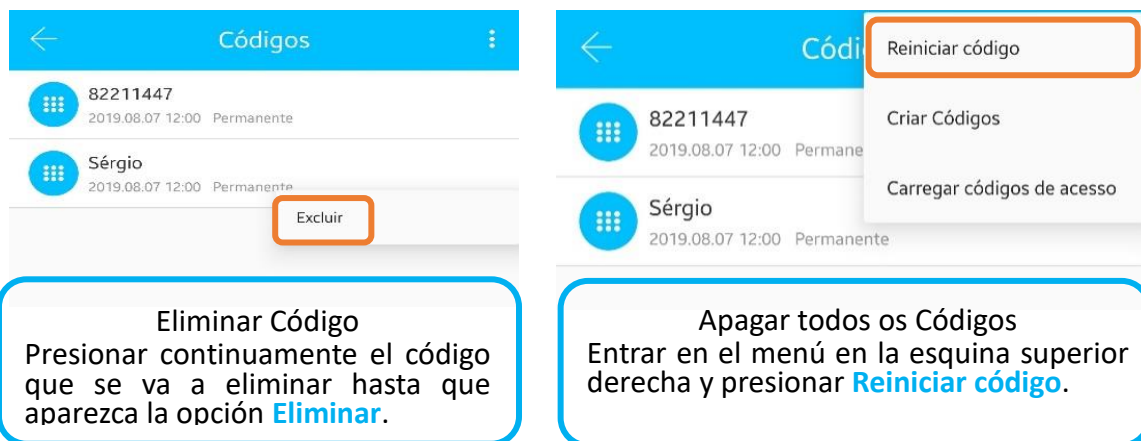 Códigos
82211447
2019.08.07 12:00 Permanente
Sérgio
2019.08.07 12:00 Permanente
Excluir
Eliminar Código
Presionar continuamente el código
que se va a eliminar hasta que
aparezca la opción Eliminar.
Códi
Reiniciar código
Criar Códigos
Carregar códigos de acesso
82211447
2019.08.07 12:00 Permane
Sérgio
2019.08.07 12:00 Permanente
Apagar todos os Códigos
Entrar en el menú en la esquina superior
derecha y presionar Reiniciar código.